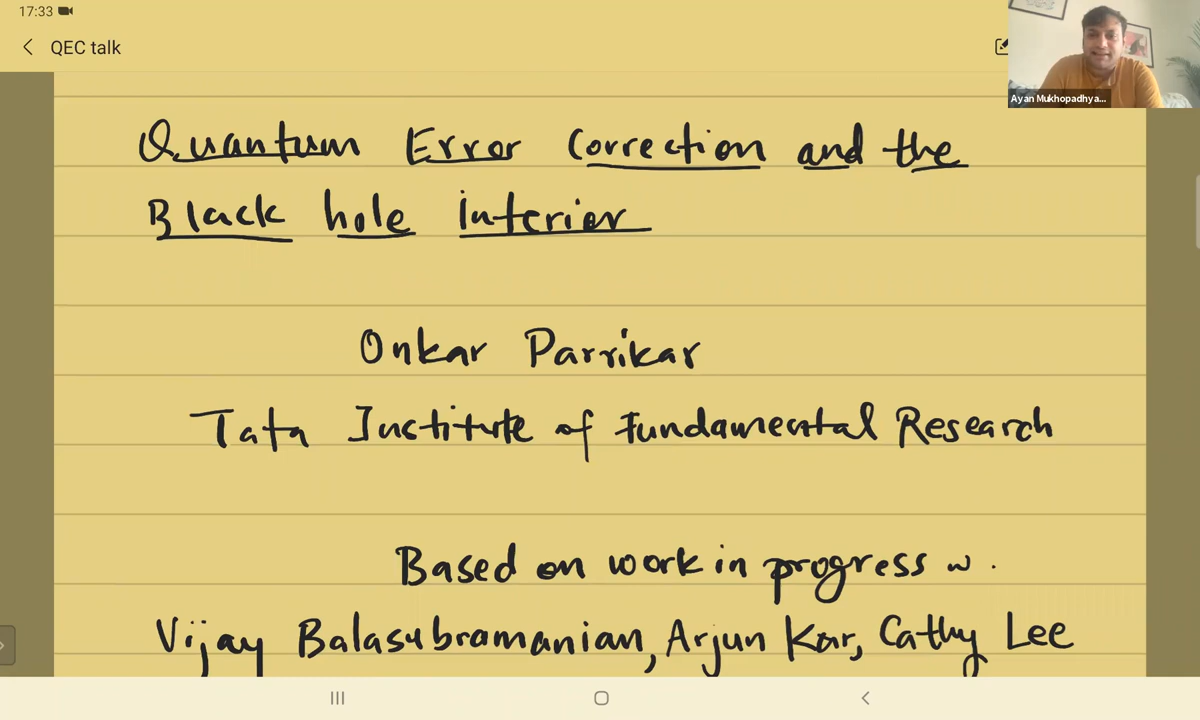 17:33
QEC talk
Ayan Mukhopadhya...
Quantum Error Correction and the
Black hole interior
Onkar Parrikar
Tata Institute of Fundamental Research
Based on work in progress w.
Vijay Balasubramanian, Arjun Kar, Cathy Lee